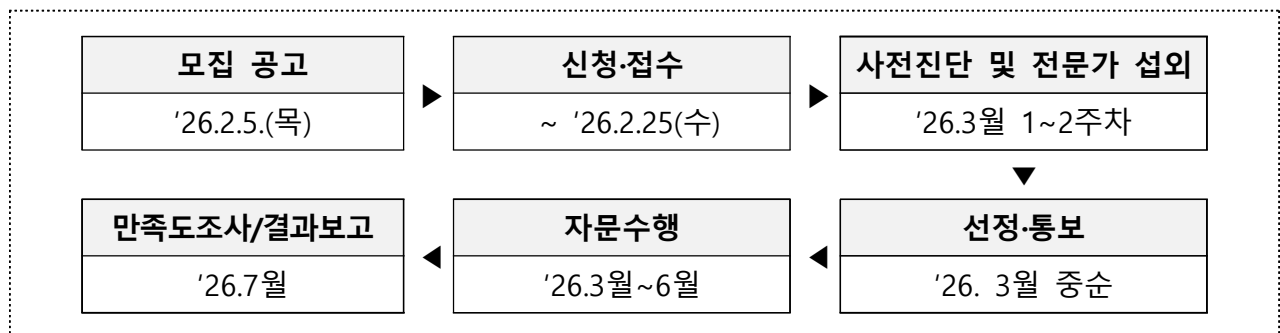 모집 공고
'26.2.5.(목)
▶
신청·접수
~ '26.2.25(수)
▶
사전진단 및 전문가 섭외
'26.3월 1~2주차
▼
선정·통보
'26. 3월 중순
◀
자문수행
'26.3월~6월
◀
만족도조사/결과보고
'26.7월